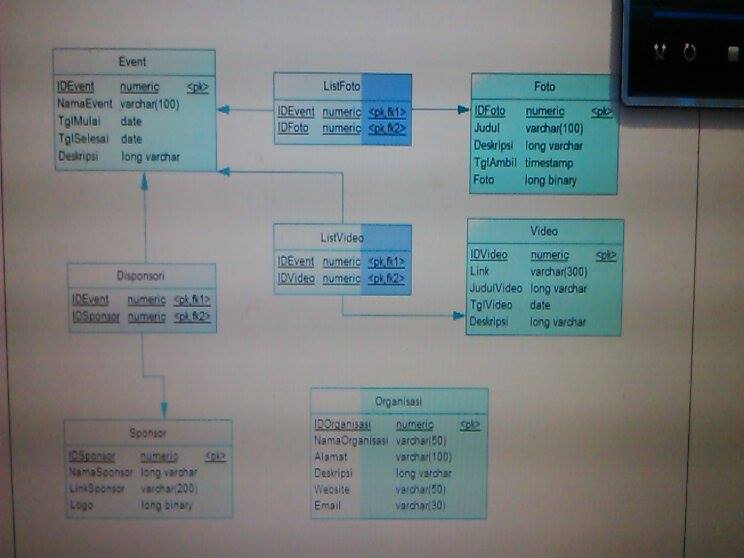 Event
IDEvent numeric <pk>
NamaEvent varchar(100)
TglMulai date
TglSelesai date
Deskripsi long varchar
ListFoto
IDEvent numeric <pk,fk1>
IDFoto numeric <pk,fk2>
Foto
IDFoto numeric <pk>
Judul varchar(100)
Deskripsi long varchar
TglAmbil timestamp
Foto long binary
ListVideo
IDEvent numeric <pk,fk1>
IDVideo numeric <pk,fk2>
Video
IDVideo numeric <pk>
Link varchar(300)
JudulVideo long varchar
TglVideo date
Deskripsi long varchar
Disponsori
IDEvent numeric <pk,fk1>
IDSponsor numeric <pk,fk2>
Sponsor
IDSponsor numeric <pk>
NamaSponsor long varchar
LinkSponsor varchar(200)
Logo long binary
Organisasi
IDOrganisasi numeric <pk>
NamaOrganisasi varchar(50)
Alamat varchar(100)
Deskripsi long varchar
Website varchar(50)
Email varchar(30)